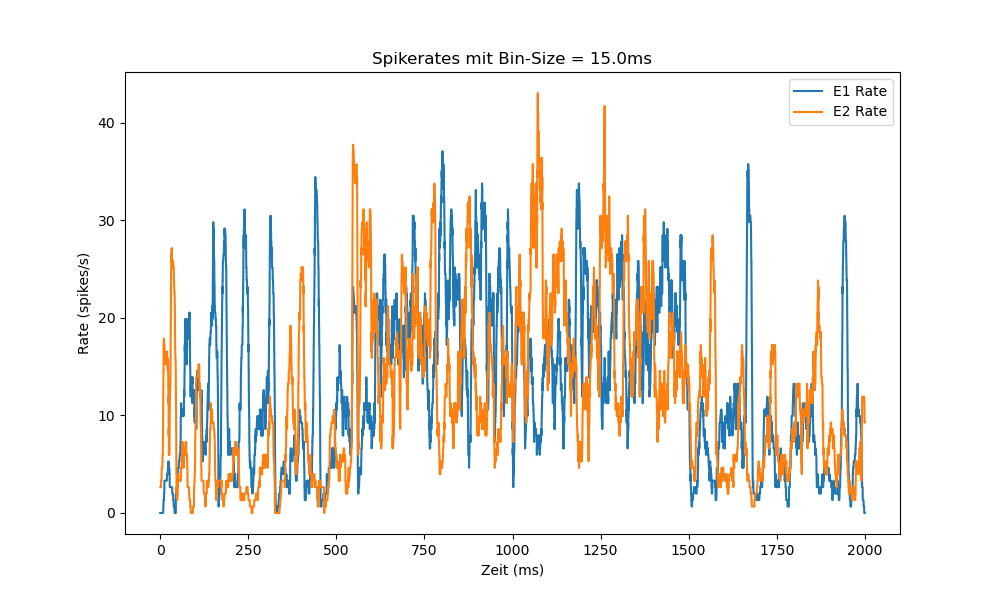 Spikerates mit Bin-Size = 15.0ms
E1 Rate
E2 Rate
Rate (spikes/s)
40
30
20
10
0
0 250 500 750 1000 1250 1500 1750 2000
Zeit (ms)